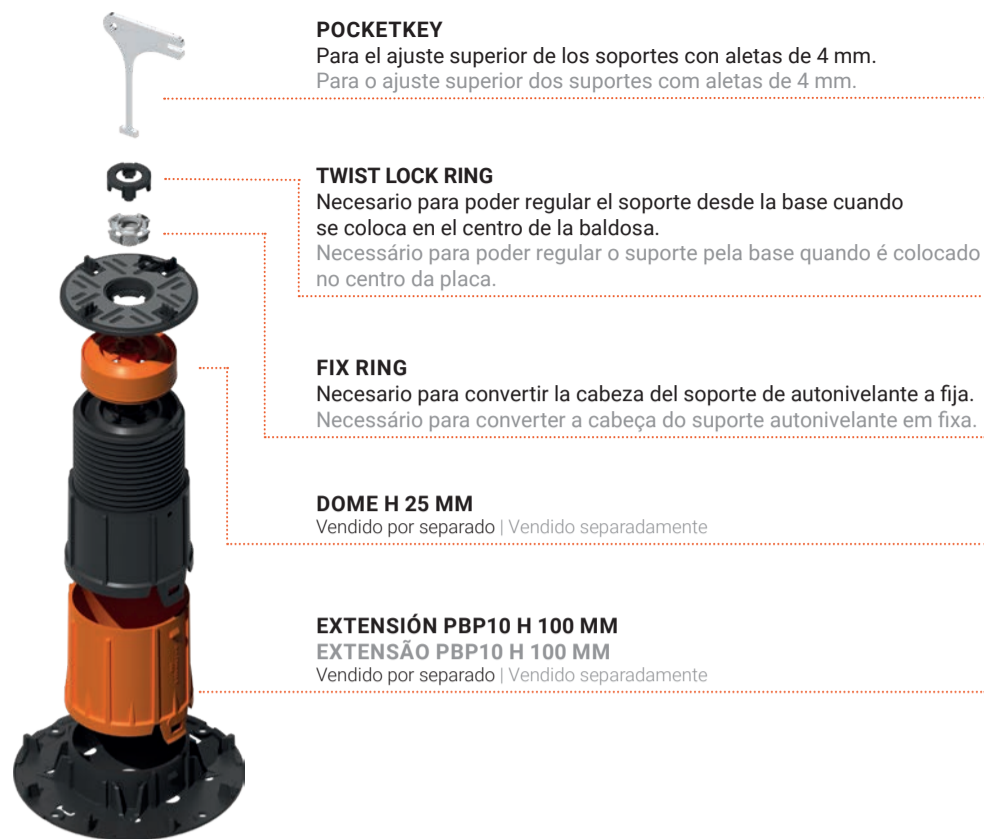 POCKETKEY
Para el ajuste superior de los soportes con aletas de 4 mm.
Para o ajuste superior dos suportes com aletas de 4 mm.
TWIST LOCK RING
Necesario para poder regular el soporte desde la base cuando
se coloca en el centro de la baldosa.
Necessário para poder regular o suporte pela base quando é colocado
no centro da placa.
FIX RING
Necesario para convertir la cabeza del soporte de autonivelante a fija.
Necessário para converter a cabeça do suporte autonivelante em fixa.
DOME H 25 MM
Vendido por separado | Vendido separadamente
EXTENSIÓN PBP10 H 100 MM
EXTENSÃO PBP10 H 100 MM
Vendido por separado | Vendido separadamente